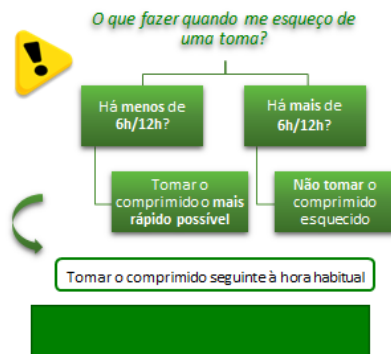 O que fazer quando me esqueço de
uma toma?
Há menos de
6h/12h?
Há mais de
6h/12h?
Tomar o
comprimido o mais
rápido possível
Não tomar o
comprimido
esquecido
Tomar o comprimido seguinte à hora habitual